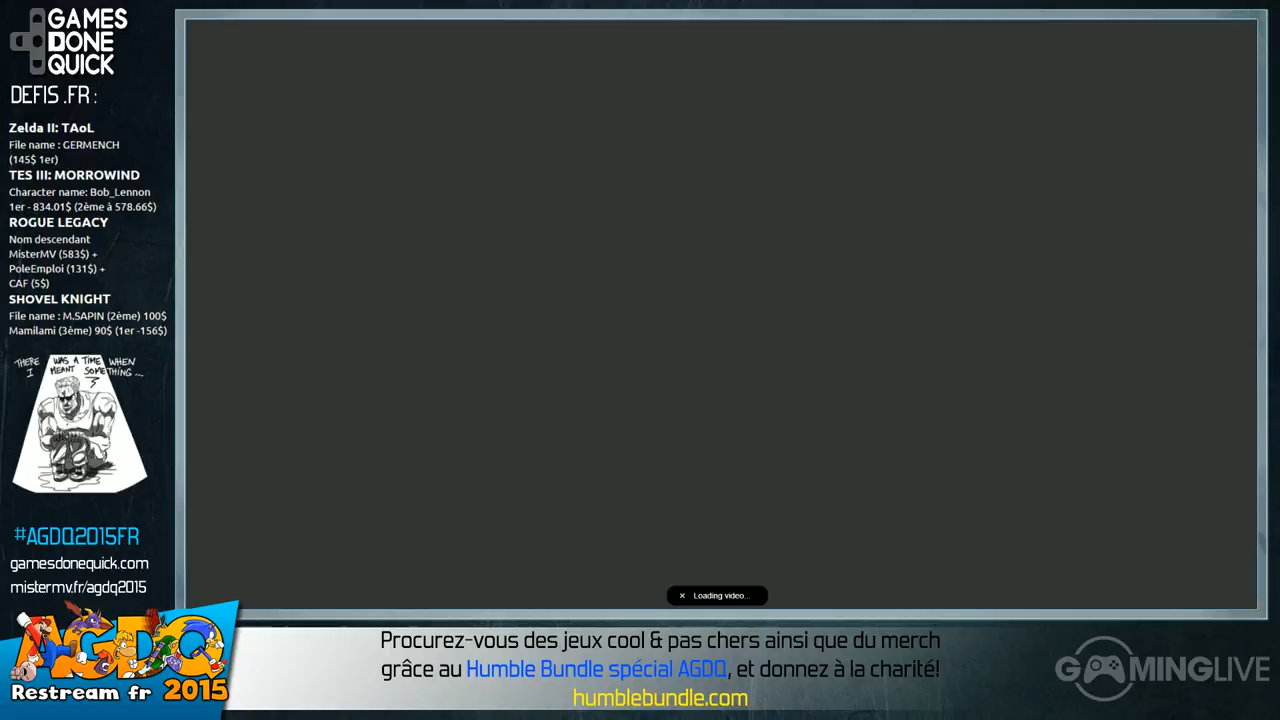 GAMES
DONE
QUICK
DEFIS .FR :
Zelda II: TAoL
File name : GERMENCH
(145$ 1er)
TES III: MORROWIND
Character name: Bob_Lennon
1er - 834.01$ (2ème à 578.66$)
ROGUE LEGACY
Nom descendant
MisterMV (583$) +
PoleEmploi (131$) +
CAF (5$)
SHOVEL KNIGHT
File name : M.SAPIN (2ème) 100$
Mamilami (3ème) 90$ (1er -156$)
THERE WAS A TIME WHEN
I MEANT SOMETHING...
#AGDQ2015FR
gamesdonequick.com
mistermv.fr/agdq2015
AGDQ
Restream fr 2015
× Loading video...
Procurez-vous des jeux cool & pas chers ainsi que du merch
grâce au Humble Bundle spécial AGDQ, et donnez à la charité!
humblebundle.com
GAMINGLIVE